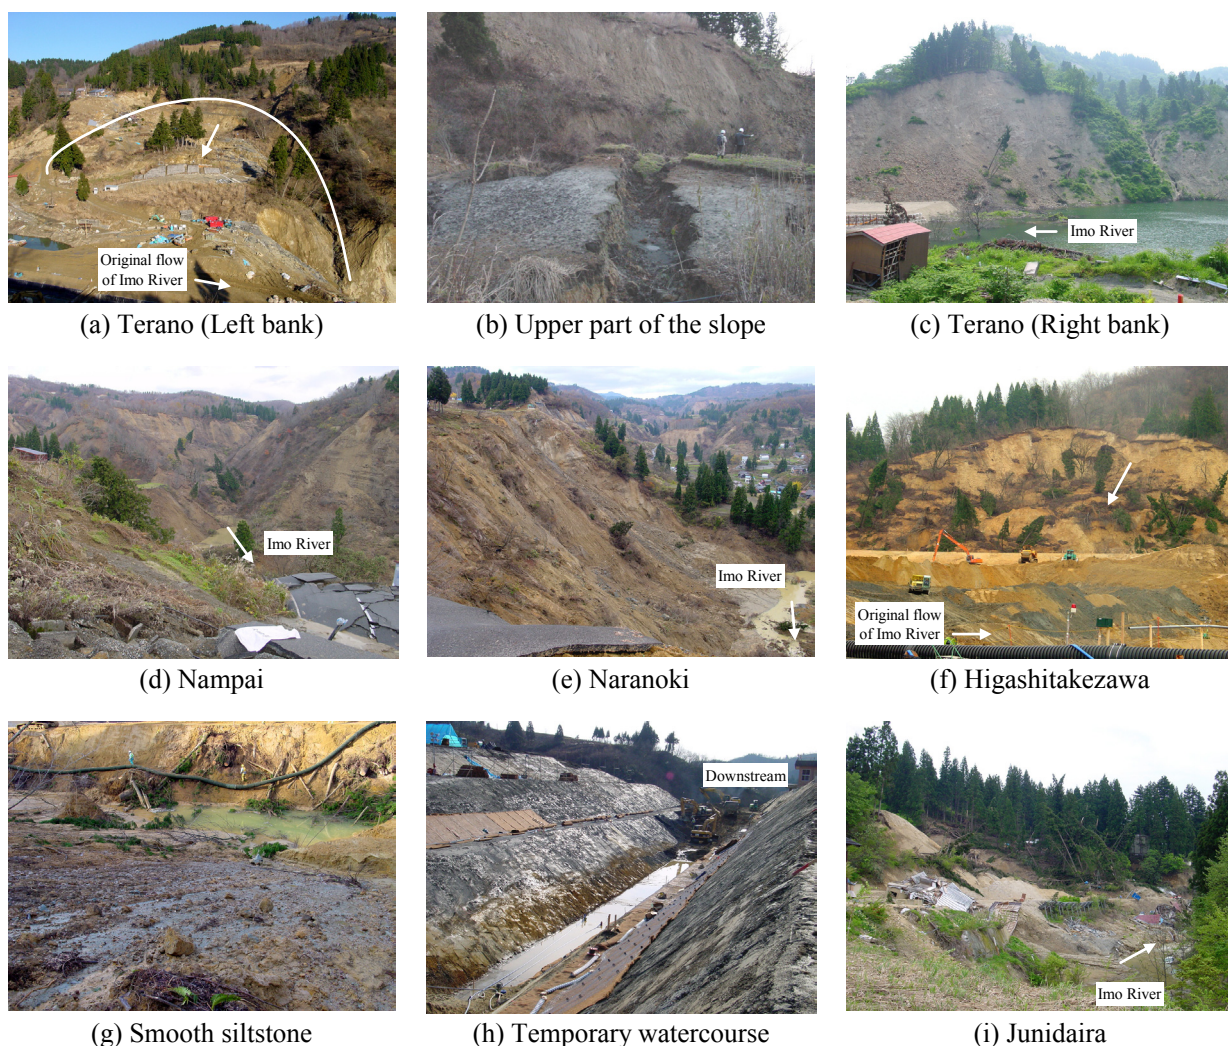 Original flow
of Imo River
(a) Terano (Left bank)
(b) Upper part of the slope
Imo River
(c) Terano (Right bank)
Imo River
(d) Nampai
Imo River
(e) Naranoki
Original flow
of Imo River
(f) Higashitakezawa
(g) Smooth siltstone
Downstream
(h) Temporary watercourse
Imo River
(i) Junidaira